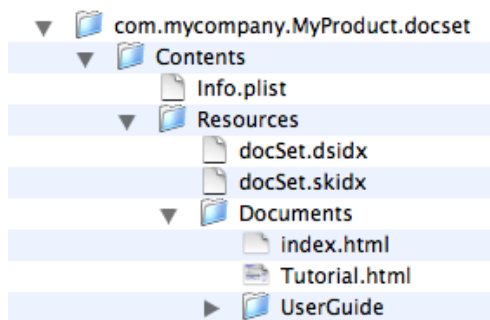 com.mycompany.MyProduct.docset
Contents
Info.plist
Resources
docSet.dsidx
docSet.skidx
Documents
index.html
Tutorial.html
UserGuide